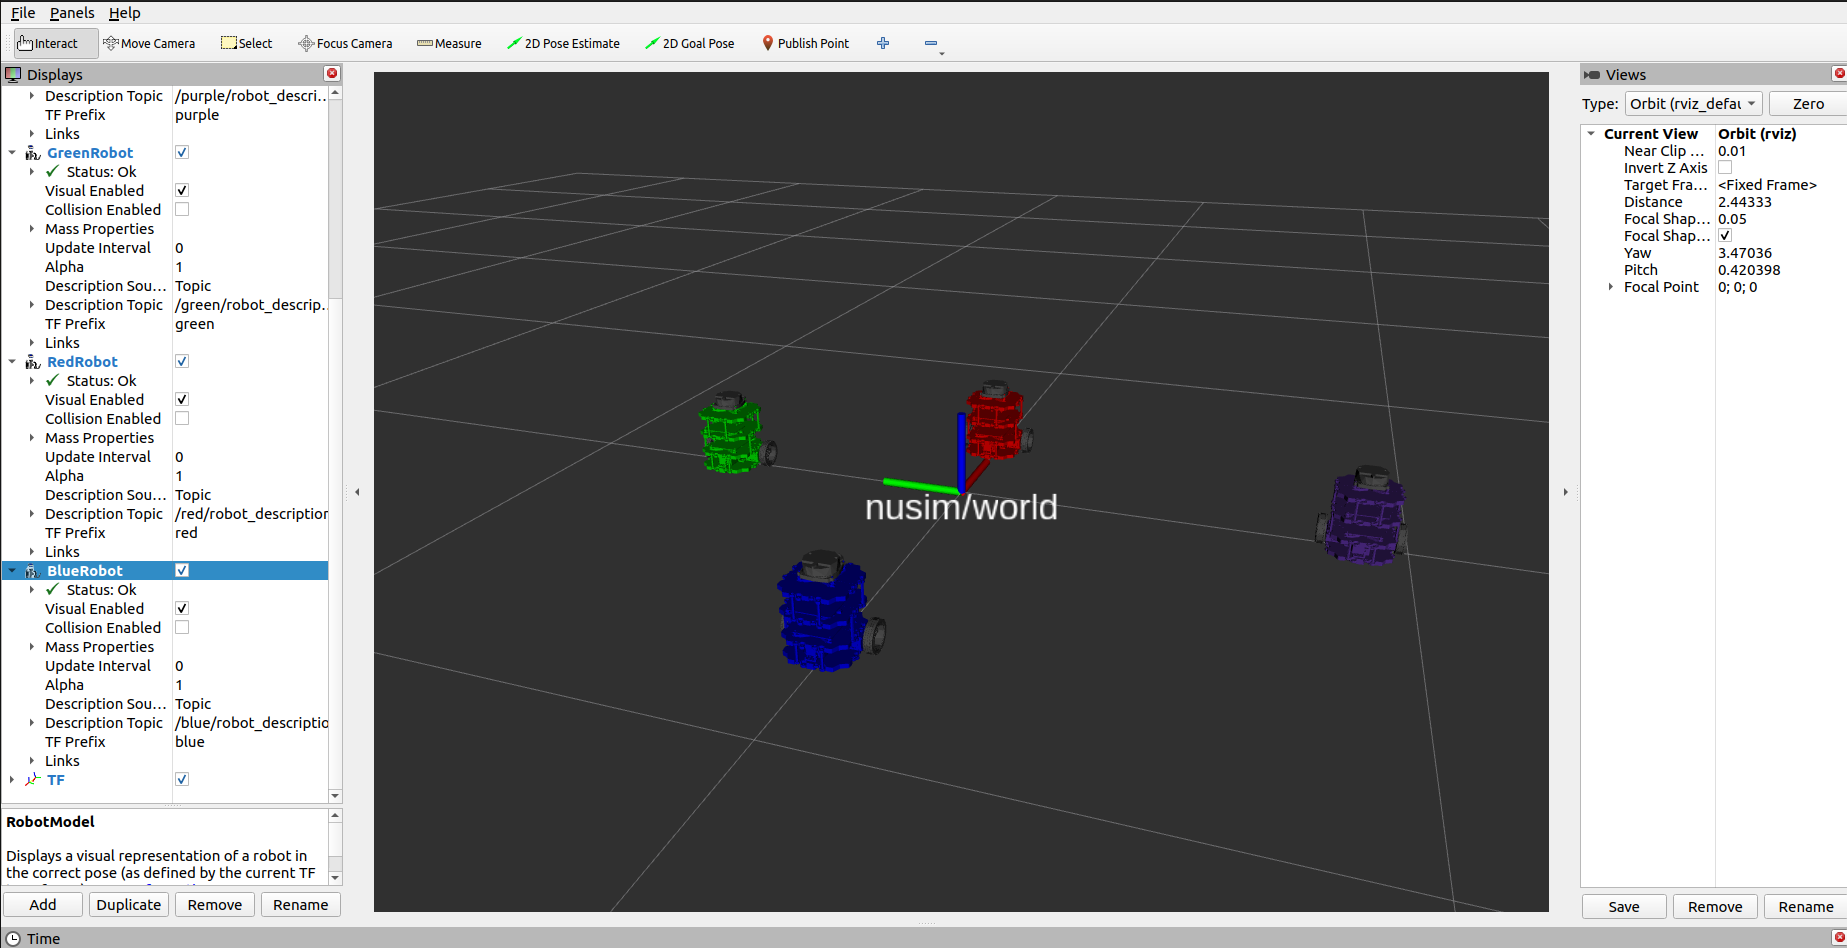 File Panels Help
Interact Move Camera Select Focus Camera Measure 2D Pose Estimate 2D Goal Pose Publish Point
Displays
Description Topic /purple/robot_descri...
TF Prefix purple
Links
GreenRobot
Status: Ok
Visual Enabled
Collision Enabled
Mass Properties
Update Interval 0
Alpha 1
Description Sou... Topic
Description Topic /green/robot_descrip...
TF Prefix green
Links
RedRobot
Status: Ok
Visual Enabled
Collision Enabled
Mass Properties
Update Interval 0
Alpha 1
Description Sou... Topic
Description Topic /red/robot_description
TF Prefix red
Links
BlueRobot
Status: Ok
Visual Enabled
Collision Enabled
Mass Properties
Update Interval 0
Alpha 1
Description Sou... Topic
Description Topic /blue/robot_descriptio
TF Prefix blue
Links
TF
RobotModel
Displays a visual representation of a robot in
the correct pose (as defined by the current TF
Add Duplicate Remove Rename
Time
nusim/world
Views
Type: Orbit (rviz_defau Zero
Current View Orbit (rviz)
Near Clip ... 0.01
Invert Z Axis
Target Fra... <Fixed Frame>
Distance 2.44333
Focal Shap... 0.05
Focal Shap...
Yaw 3.47036
Pitch 0.420398
Focal Point 0; 0; 0
Save Remove Rename